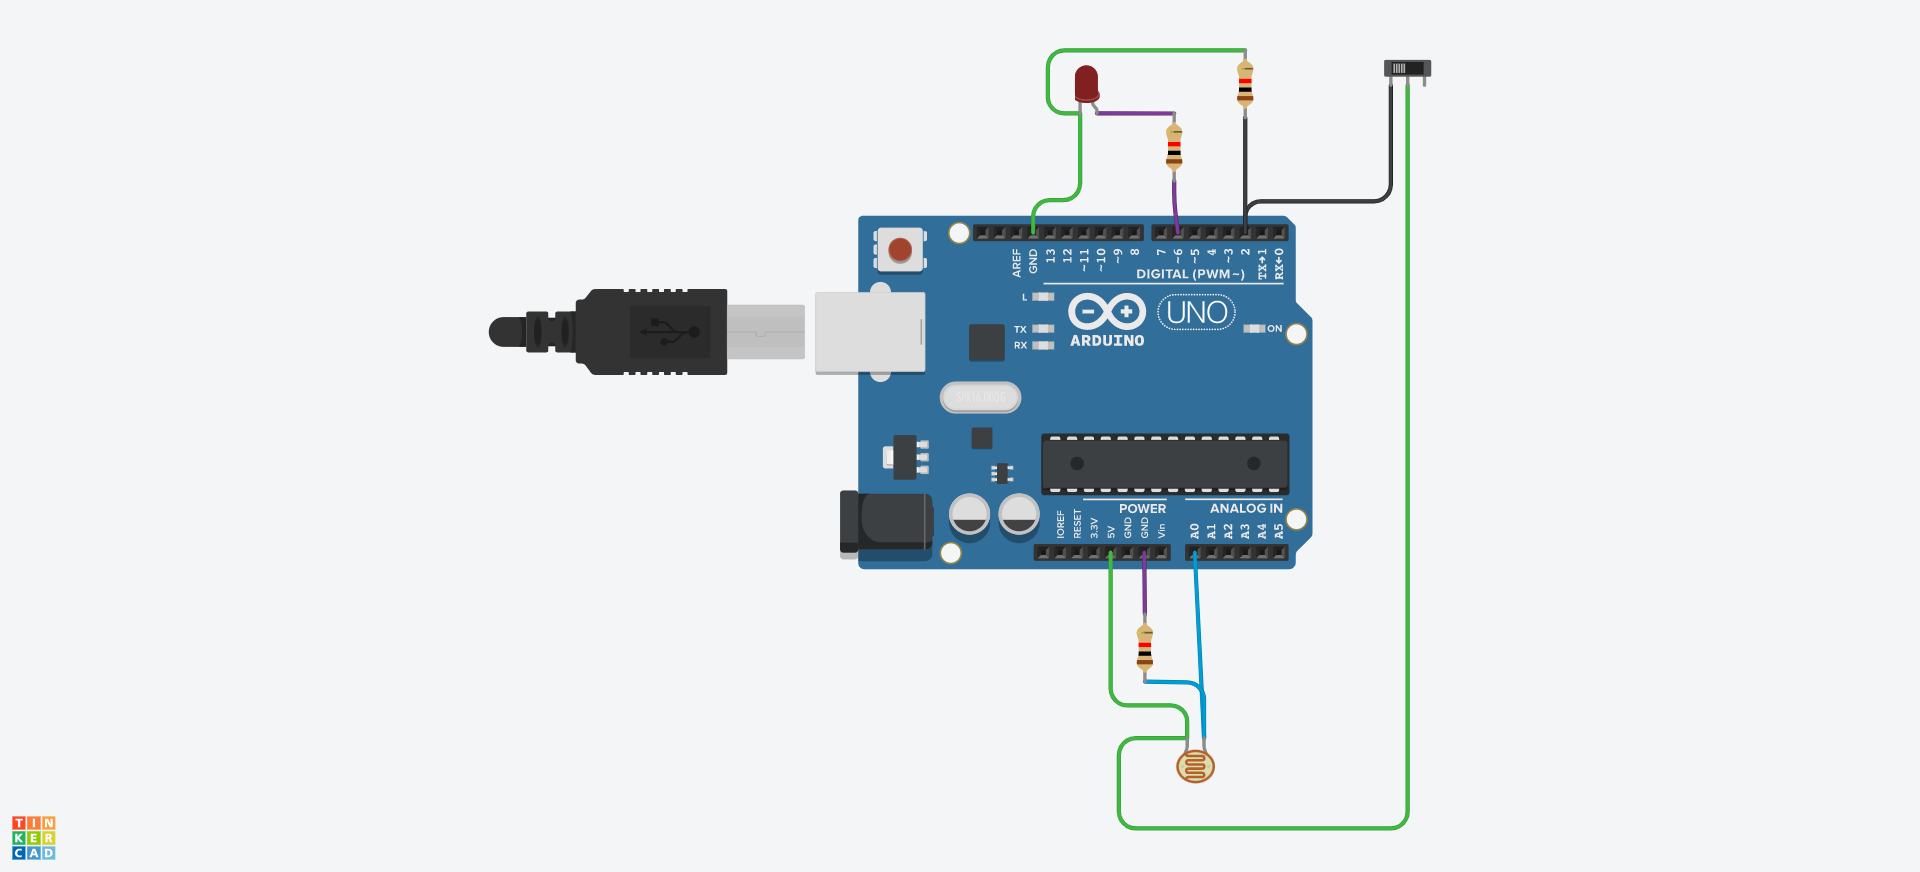 AREF
GND
13
12
~11
~10
~9
8
7
~6
~5
4
~3
2
TX→1
RX←0
DIGITAL (PWM~)
L
TX
RX
ARDUINO
UNO
ON
SPK16.000G
POWER
ANALOG IN
IOREF
RESET
3.3V
5V
GND
GND
Vin
A0
A1
A2
A3
A4
A5
TIN
KER
CAD